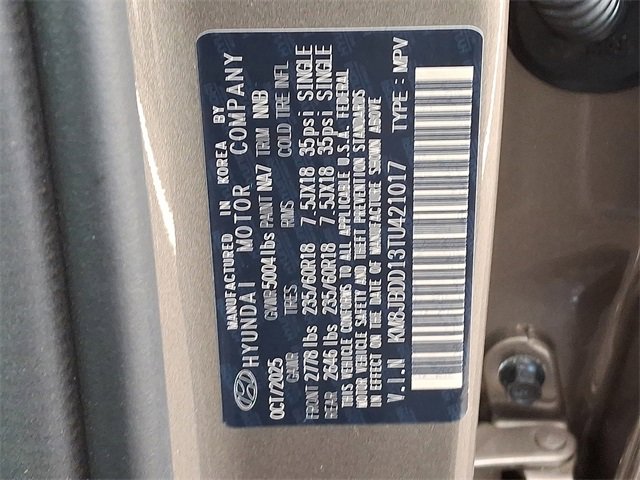 MANUFACTURED IN KOREA BY
HYUNDAI MOTOR COMPANY
OCT/2025 GVWR 5004 lbs PAINT NA7 TRIM NNB
GAWR TIRES RMS COLD TIRE INFL
FRONT 2778 lbs 235/60R18 7.5JX18 35psi SINGLE
REAR 2646 lbs 235/60R18 7.5JX18 35psi SINGLE
THIS VEHICLE CONFORMS TO ALL APPLICABLE U.S.A. FEDERAL
MOTOR VEHICLE SAFETY AND THEFT PREVENTION STANDARDS
IN EFFECT ON THE DATE OF MANUFACTURE SHOWN ABOVE
V.I.N KM8JBDD13TU421017 TYPE : MPV